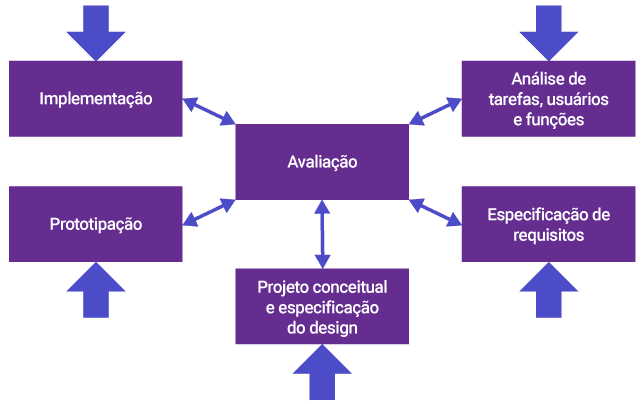 Implementação
Análise de
tarefas, usuários
e funções
Avaliação
Prototipação
Especificação de
requisitos
Projeto conceitual
e especificação
do design